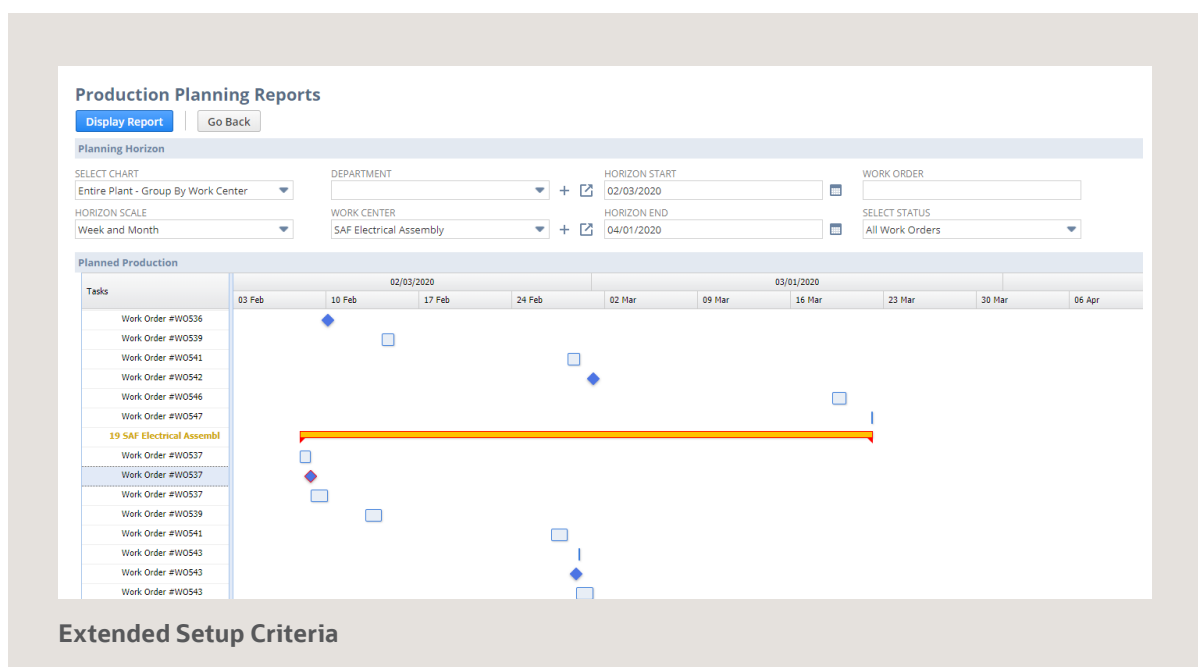 Production Planning Reports
Display Report Go Back
Planning Horizon
SELECT CHART DEPARTMENT HORIZON START WORK ORDER
Entire Plant - Group By Work Center 02/03/2020
HORIZON SCALE WORK CENTER HORIZON END SELECT STATUS
Week and Month SAF Electrical Assembly 04/01/2020 All Work Orders
Planned Production
Tasks 02/03/2020 03/01/2020
03 Feb 10 Feb 17 Feb 24 Feb 02 Mar 09 Mar 16 Mar 23 Mar 30 Mar 06 Apr
Work Order #WO536
Work Order #WO539
Work Order #WO541
Work Order #WO542
Work Order #WO546
Work Order #WO547
19 SAF Electrical Assembl
Work Order #WO537
Work Order #WO537
Work Order #WO537
Work Order #WO539
Work Order #WO541
Work Order #WO543
Work Order #WO543
Work Order #WO543
Extended Setup Criteria